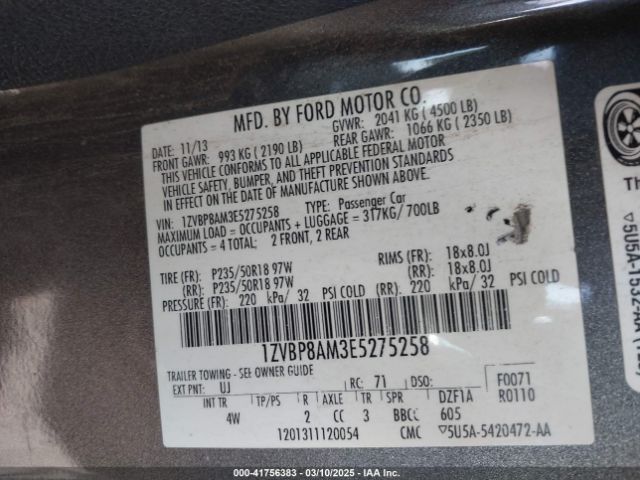 MFD. BY FORD MOTOR CO.
DATE: 11/13 GVWR: 2041 KG ( 4500 LB)
FRONT GAWR: 993 KG ( 2190 LB) REAR GAWR: 1066 KG ( 2350 LB)
THIS VEHICLE CONFORMS TO ALL APPLICABLE FEDERAL MOTOR
VEHICLE SAFETY, BUMPER, AND THEFT PREVENTION STANDARDS
IN EFFECT ON THE DATE OF MANUFACTURE SHOWN ABOVE.
VIN: 1ZVBP8AM3E5275258 TYPE: Passenger Car
MAXIMUM LOAD = OCCUPANTS + LUGGAGE = 317KG/ 700LB
OCCUPANTS = 4 TOTAL; 2 FRONT, 2 REAR
TIRE (FR): P235/50R18 97W RIMS (FR): 18x8.0J
(RR): P235/50R18 97W (RR): 18x8.0J
PRESSURE (FR): 220 kPa/ 32 PSI COLD (RR): 220 kPa/ 32 PSI COLD
1ZVBP8AM3E5275258
TRAILER TOWING - SEE OWNER GUIDE
EXT PNT: UJ RC: 71 DSO: F0071
INT TR TP/PS R AXLE TR SPR DZF1A R0110
4W 2 CC 3 BBCC 605
1201311120054 CMC ▽5U5A-5420472-AA
Th
000-41756383 - 03/10/2025 - IAAI, Inc.